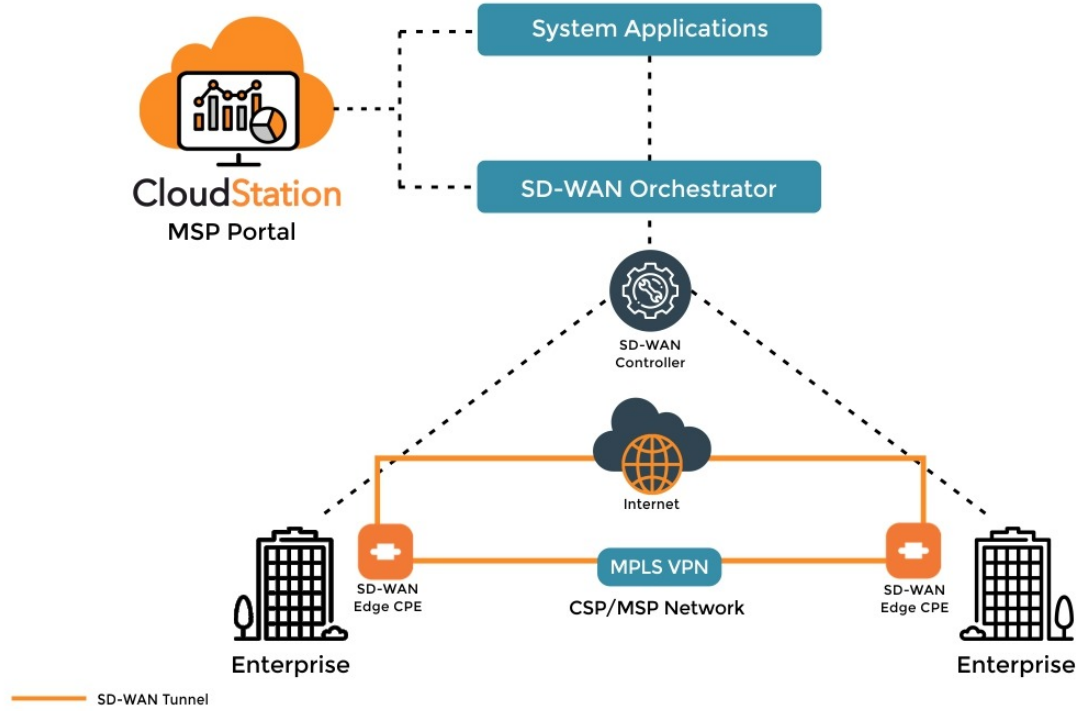 System Applications
CloudStation
MSP Portal
SD-WAN Orchestrator
SD-WAN
Controller
Internet
MPLS VPN
CSP/MSP Network
SD-WAN
Edge CPE
SD-WAN
Edge CPE
Enterprise
Enterprise
SD-WAN Tunnel